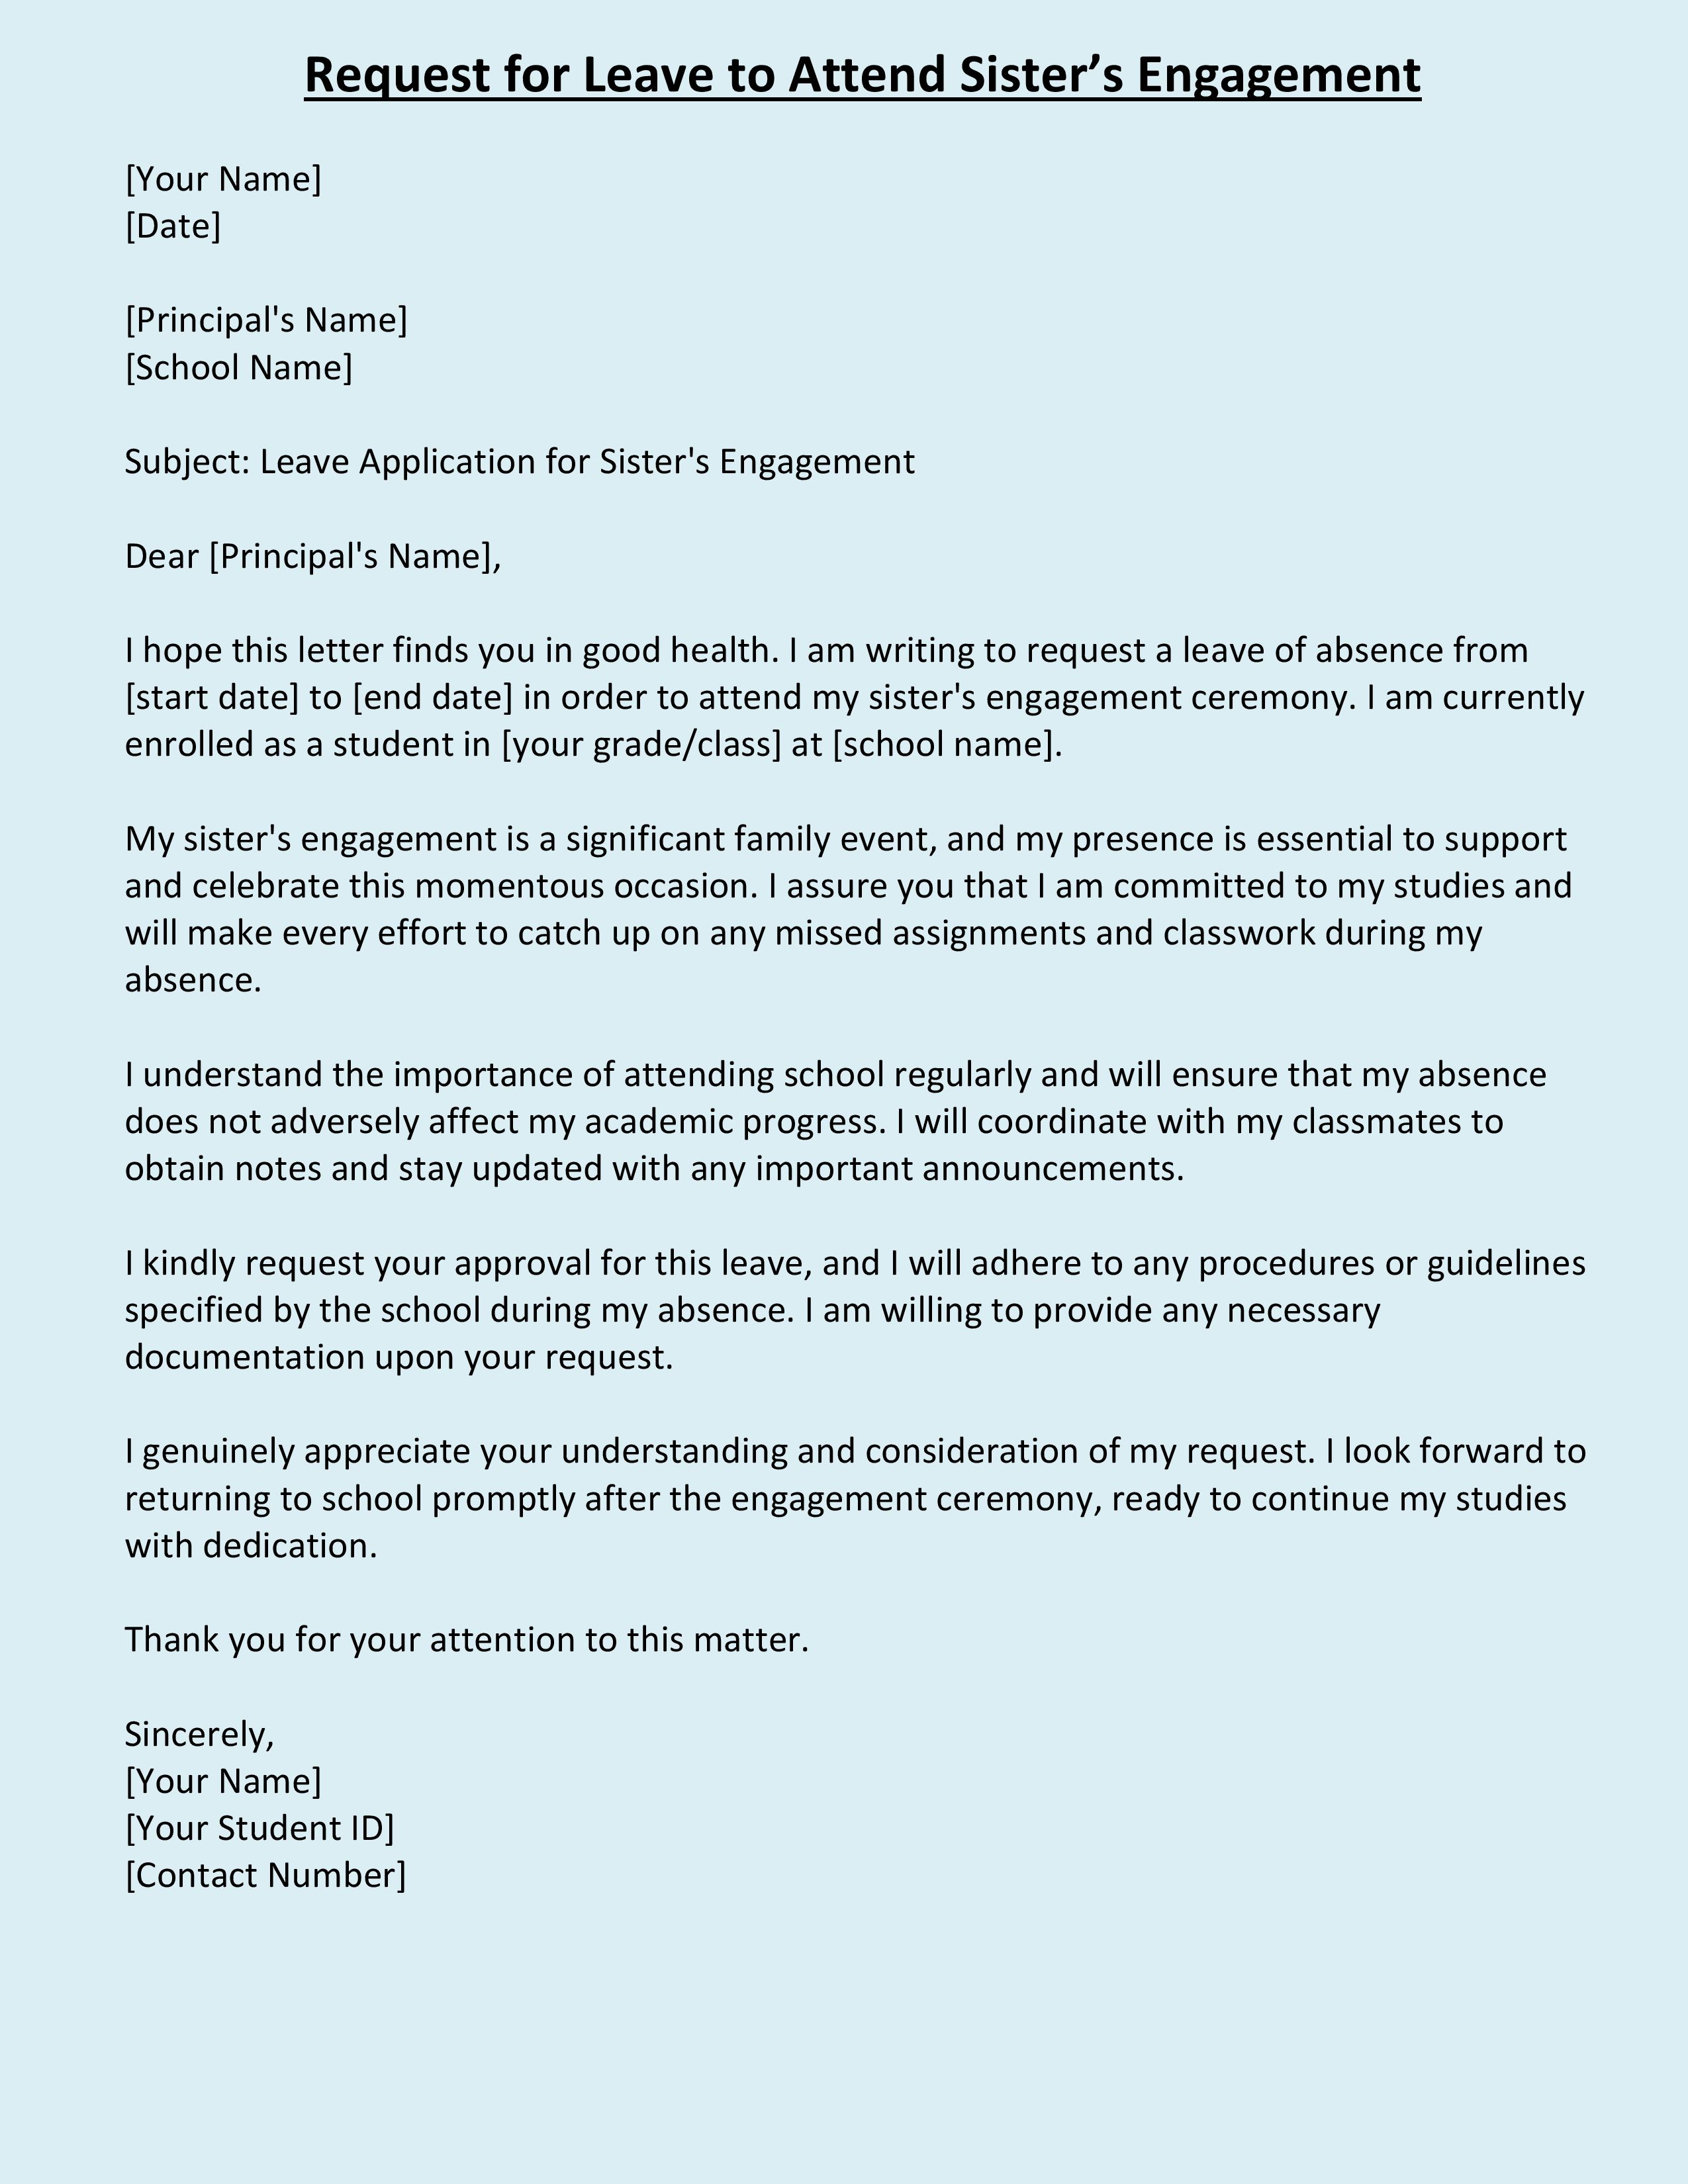 Request for Leave to Attend Sister’s Engagement
[Your Name]
[Date]
[Principal's Name]
[School Name]
Subject: Leave Application for Sister's Engagement
Dear [Principal's Name],
I hope this letter finds you in good health. I am writing to request a leave of absence from
[start date] to [end date] in order to attend my sister's engagement ceremony. I am currently
enrolled as a student in [your grade/class] at [school name].
My sister's engagement is a significant family event, and my presence is essential to support
and celebrate this momentous occasion. I assure you that I am committed to my studies and
will make every effort to catch up on any missed assignments and classwork during my
absence.
I understand the importance of attending school regularly and will ensure that my absence
does not adversely affect my academic progress. I will coordinate with my classmates to
obtain notes and stay updated with any important announcements.
I kindly request your approval for this leave, and I will adhere to any procedures or guidelines
specified by the school during my absence. I am willing to provide any necessary
documentation upon your request.
I genuinely appreciate your understanding and consideration of my request. I look forward to
returning to school promptly after the engagement ceremony, ready to continue my studies
with dedication.
Thank you for your attention to this matter.
Sincerely,
[Your Name]
[Your Student ID]
[Contact Number]